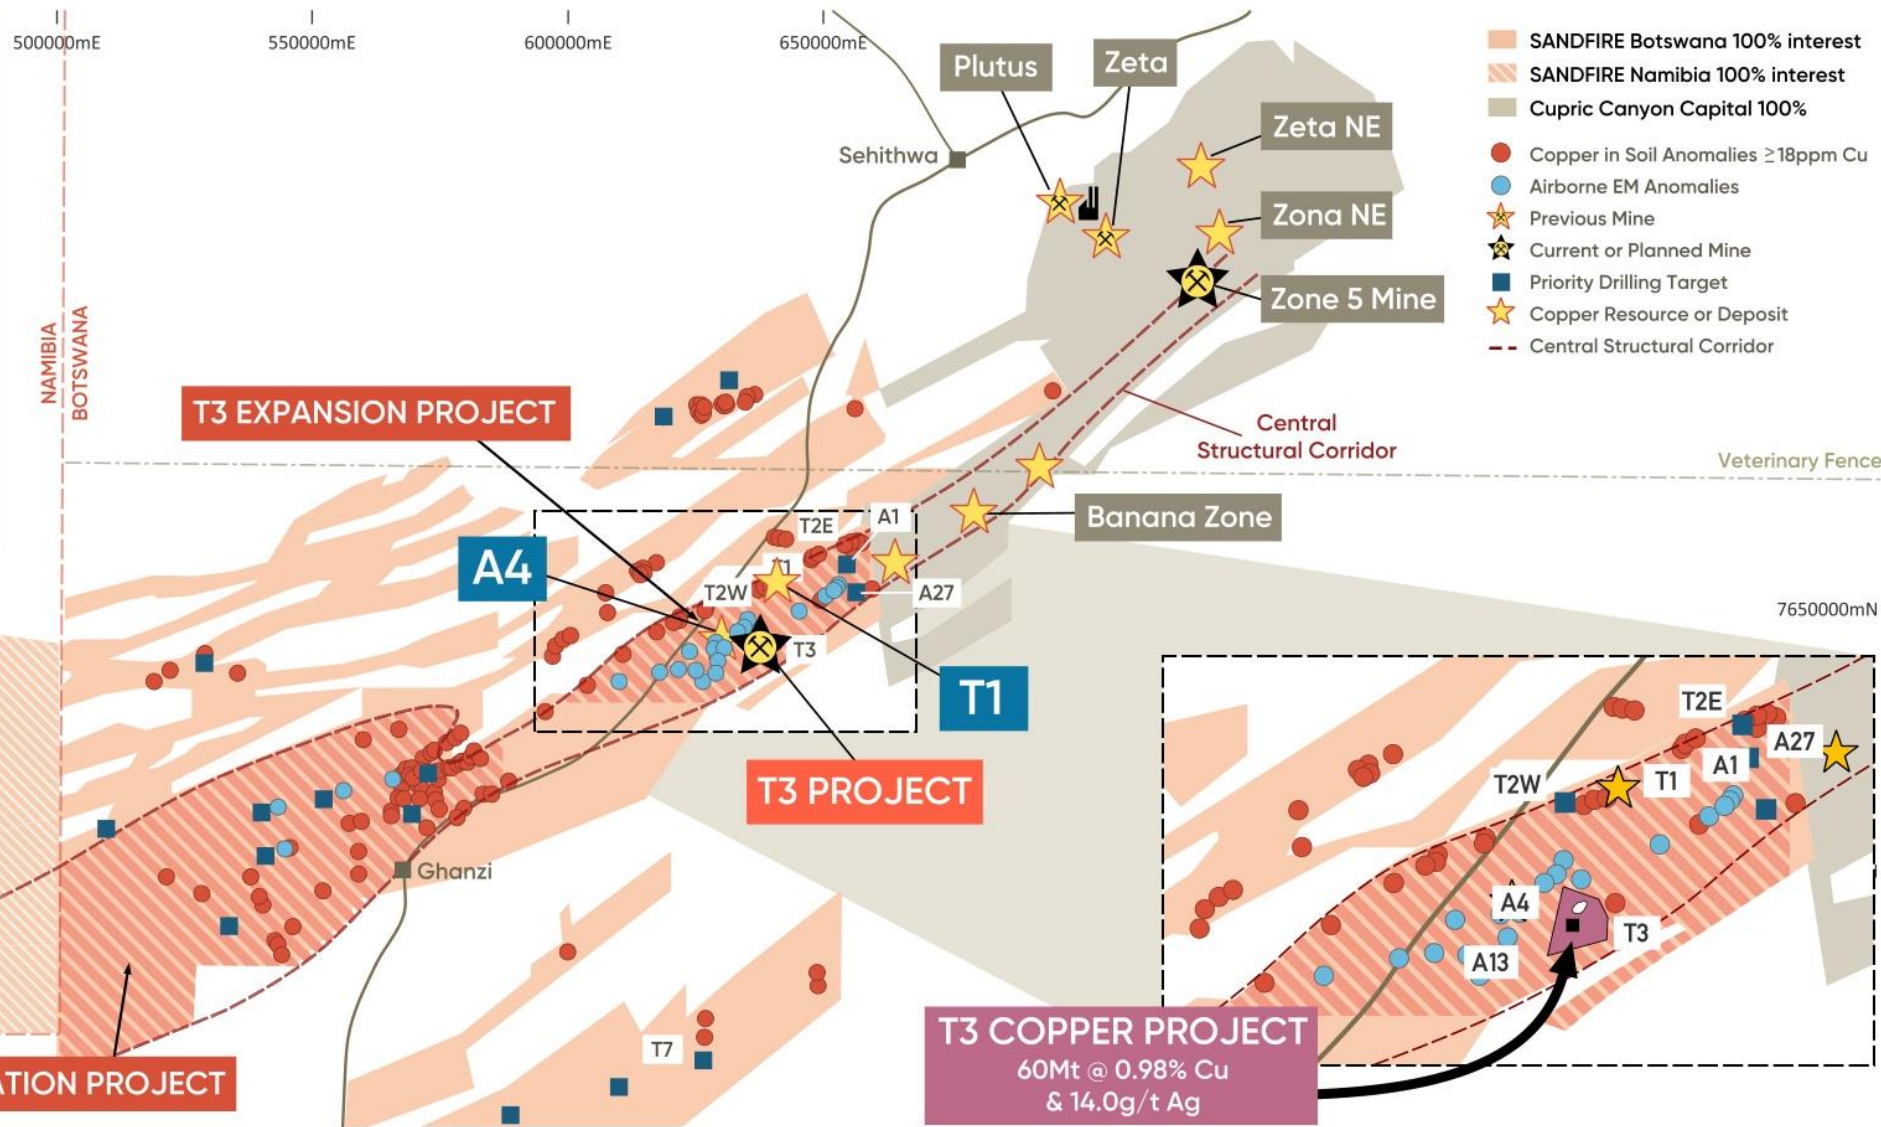 500000mE
550000mE
600000mE
650000mE
Plutus
Zeta
Zeta NE
Sehithwa
Zona NE
Zone 5 Mine
SANDFIRE Botswana 100% interest
SANDFIRE Namibia 100% interest
Cupric Canyon Capital 100%
Copper in Soil Anomalies ≥18ppm Cu
Airborne EM Anomalies
Previous Mine
Current or Planned Mine
Priority Drilling Target
Copper Resource or Deposit
Central Structural Corridor
NAMIBIA
BOTSWANA
T3 EXPANSION PROJECT
Central
Structural Corridor
Veterinary Fence
Banana Zone
A4
T2E
A1
T1
T2W
A27
T3
T1
7650000mN
T3 PROJECT
Ghanzi
T2E
A27
A1
T1
T2W
A4
T3
A13
T7
ATION PROJECT
T3 COPPER PROJECT
60Mt @ 0.98% Cu
& 14.0g/t Ag